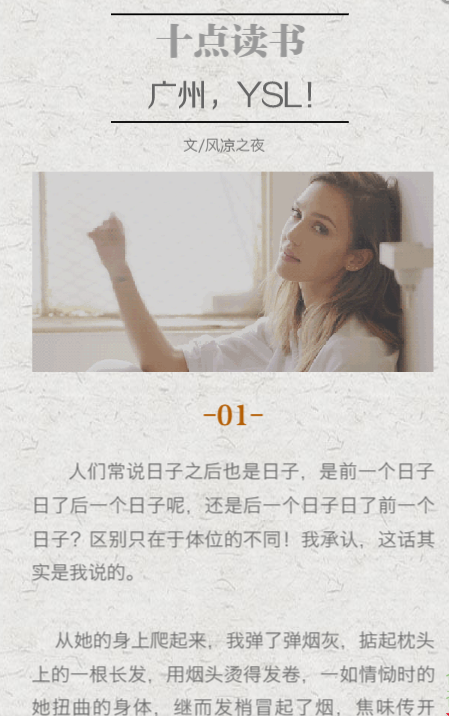 十点读书
广州，YSL！
文/风凉之夜
-01-
人们常说日子之后也是日子，是前一个日子
日了后一个日子呢，还是后一个日子日了前一个
日子？区别只在于体位的不同！我承认，这话其
实是我说的。
从她的身上爬起来，我弹了弹烟灰，掂起枕头
上的一根长发，用烟头烫得发卷，一如情恸时的
她扭曲的身体，继而发梢冒起了烟，焦味传开